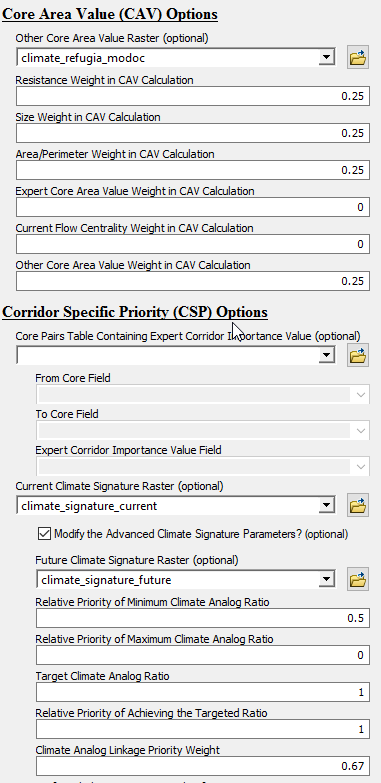 Core Area Value (CAV) Options
Other Core Area Value Raster (optional)
climate_refugia_modoc
Resistance Weight in CAV Calculation
0.25
Size Weight in CAV Calculation
0.25
Area/Perimeter Weight in CAV Calculation
0.25
Expert Core Area Value Weight in CAV Calculation
0
Current Flow Centrality Weight in CAV Calculation
0
Other Core Area Value Weight in CAV Calculation
0.25
Corridor Specific Priority (CSP) Options
Core Pairs Table Containing Expert Corridor Importance Value (optional)
From Core Field
To Core Field
Expert Corridor Importance Value Field
Current Climate Signature Raster (optional)
climate_signature_current
Modify the Advanced Climate Signature Parameters? (optional)
Future Climate Signature Raster (optional)
climate_signature_future
Relative Priority of Minimum Climate Analog Ratio
0.5
Relative Priority of Maximum Climate Analog Ratio
0
Target Climate Analog Ratio
1
Relative Priority of Achieving the Targeted Ratio
1
Climate Analog Linkage Priority Weight
0.67